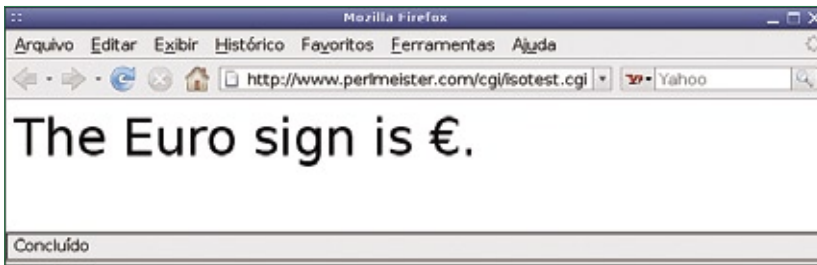 Mozilla Firefox
Arquivo Editar Exibir Histórico Favoritos Ferramentas Ajuda
http://www.perlmeister.com/cgi/isotest.cgi Yahoo
The Euro sign is €.
Concluído